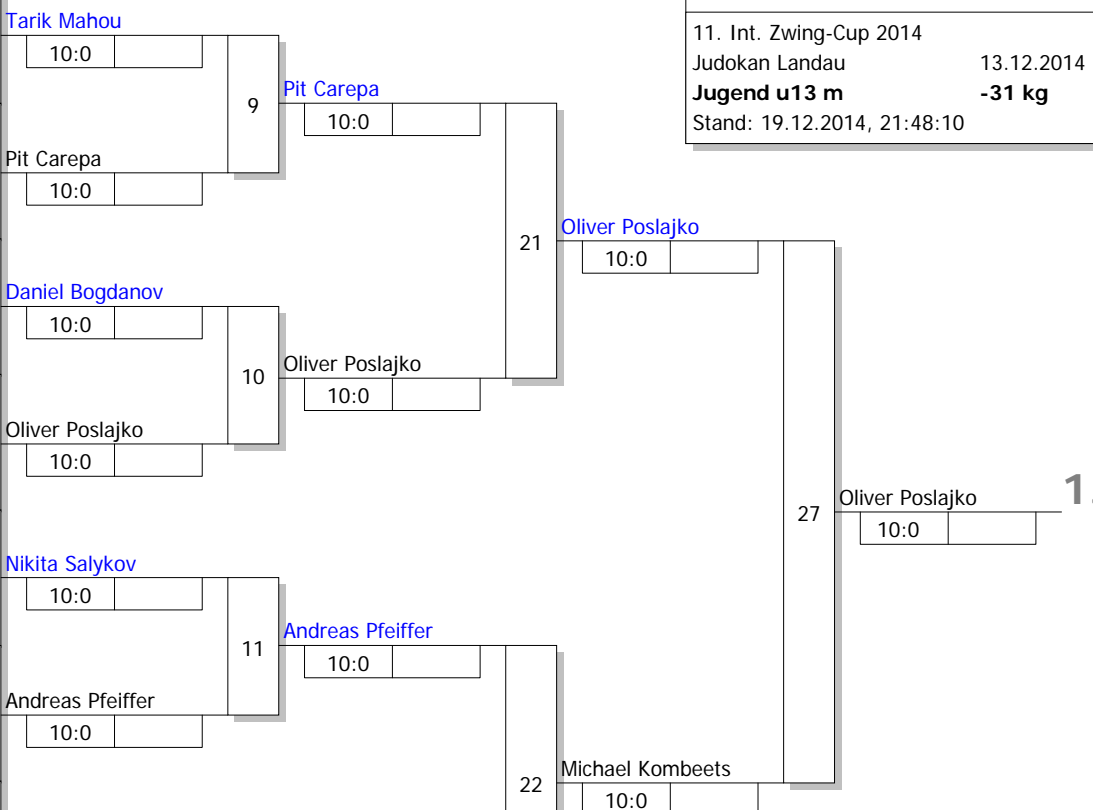 11. Int. Zwing-Cup 2014
Judokan Landau 13.12.2014
Jugend u13 m -31 kg
Stand: 19.12.2014, 21:48:10
Tarik Mahou
10:0
9
Pit Carepa
10:0
Pit Carepa
10:0
21
Oliver Poslajko
10:0
Daniel Bogdanov
10:0
10
Oliver Poslajko
10:0
Oliver Poslajko
10:0
27
Oliver Poslajko
10:0
1.
Nikita Salykov
10:0
11
Andreas Pfeiffer
10:0
Andreas Pfeiffer
10:0
22
Michael Kombeets
10:0